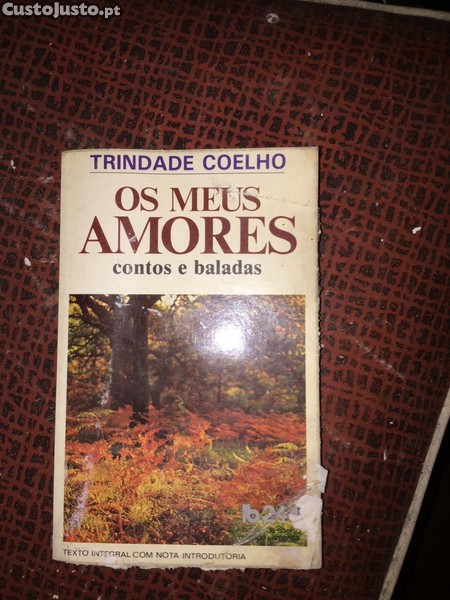 CustoJusto.pt
TRINDADE COELHO
OS MEUS
AMORES
contos e baladas
TEXTO INTEGRAL COM NOTA INTRODUTÓRIA